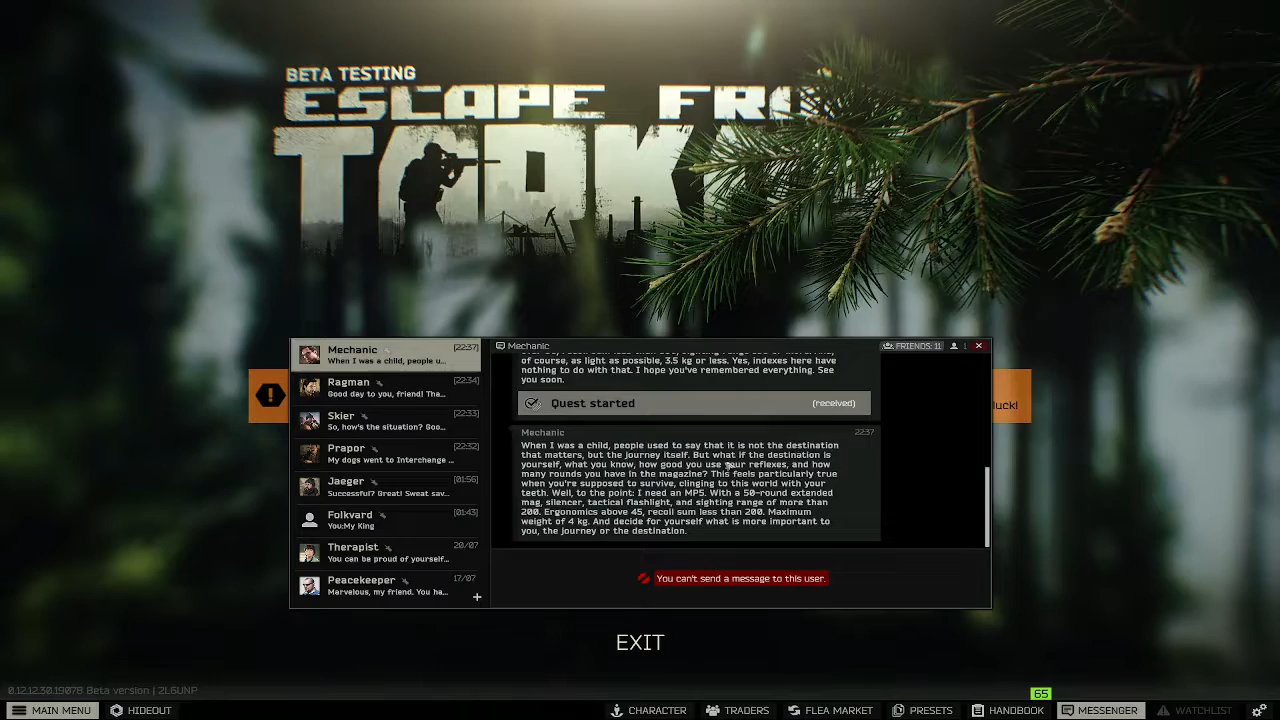 BETA TESTING
ESCAPE FRO
TARK
Mechanic [22:37]
When I was a child, people u...
Ragman [22:34]
Good day to you, friend! Tha...
Skier [22:33]
So, how's the situation? Goo...
Prapor [22:32]
My dogs went to Interchange ...
Jaeger [01:56]
Successful? Great! Sweat sav...
Folkvard [01:43]
You:My King
Therapist 20/07
You can be proud of yourself...
Peacekeeper 17/07
Marvelous, my friend. You ha...
+
Mechanic FRIENDS: 11 1
of course, as light as possible, 3.5 kg or less. Yes, indexes here have
nothing to do with that. I hope you've remembered everything. See
you soon.
Quest started (received)
Mechanic 22:37
When I was a child, people used to say that it is not the destination
that matters, but the journey itself. But what if the destination is
yourself, what you know, how good you use your reflexes, and how
many rounds you have in the magazine? This feels particularly true
when you're supposed to survive, clinging to this world with your
teeth. Well, to the point: I need an MP5. With a 50-round extended
mag, silencer, tactical flashlight, and sighting range of more than
200. Ergonomics above 45, recoil sum less than 200. Maximum
weight of 4 kg. And decide for yourself what is more important to
you, the journey or the destination.
You can't send a message to this user.
luck!
EXIT
0.12.12.30.19078 Beta version | 2L6UNP
65
MAIN MENU HIDEOUT CHARACTER TRADERS FLEA MARKET PRESETS HANDBOOK MESSENGER WATCHLIST